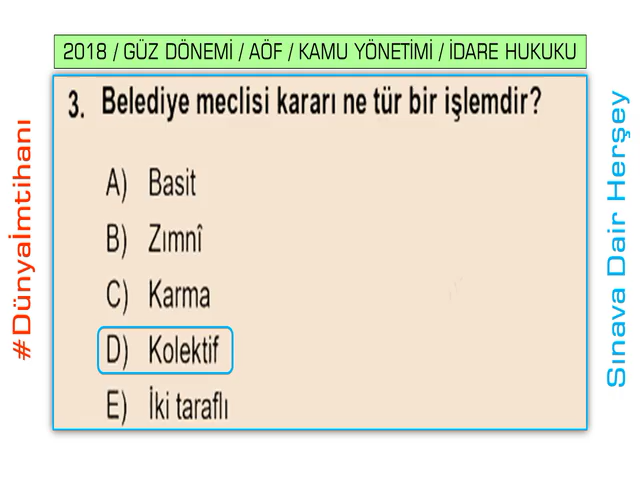 2018 / GÜZ DÖNEMİ / AÖF / KAMU YÖNETİMİ / İDARE HUKUKU
#Dünyaİmtihanı
3. Belediye meclisi kararı ne tür bir işlemdir?
A) Basit
B) Zımnî
C) Karma
D) Kolektif
E) İki taraflı
Sınava Dair Herşey